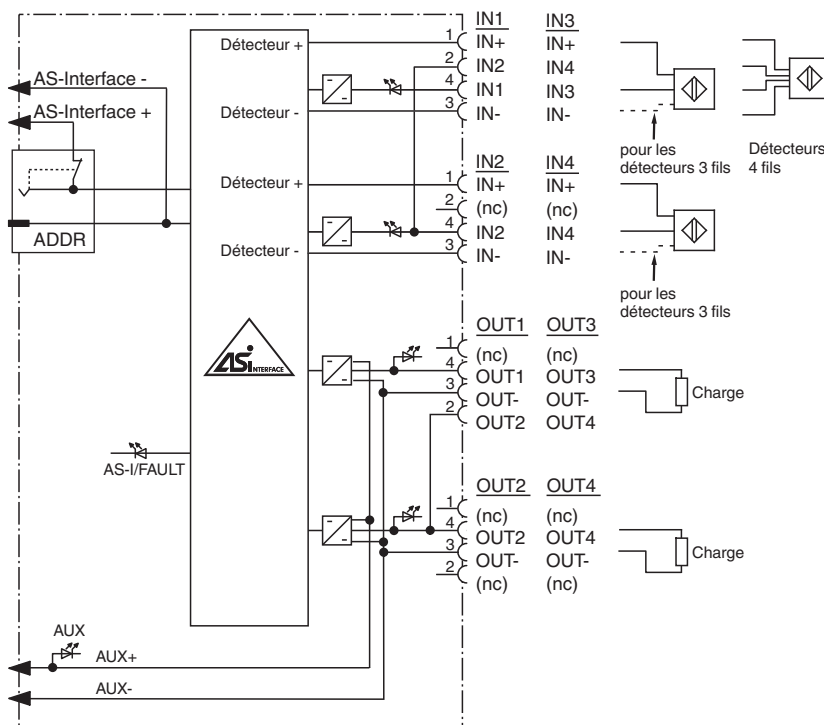 AS-Interface -
AS-Interface +
ADDR
Détecteur +
Détecteur -
Détecteur +
Détecteur -
ASi
INTERFACE
AS-I/FAULT
AUX
AUX+
AUX-
IN1 IN3
1 IN+ IN+
2 IN2 IN4
4 IN1 IN3
3 IN- IN-
pour les
détecteurs 3 fils
Détecteurs
4 fils
IN2 IN4
1 IN+ IN+
2 (nc) (nc)
4 IN2 IN4
3 IN- IN-
pour les
détecteurs 3 fils
OUT1 OUT3
1 (nc) (nc)
4 OUT1 OUT3
3 OUT- OUT-
2 OUT2 OUT4
Charge
OUT2 OUT4
1 (nc) (nc)
4 OUT2 OUT4
3 OUT- OUT-
2 (nc) (nc)
Charge